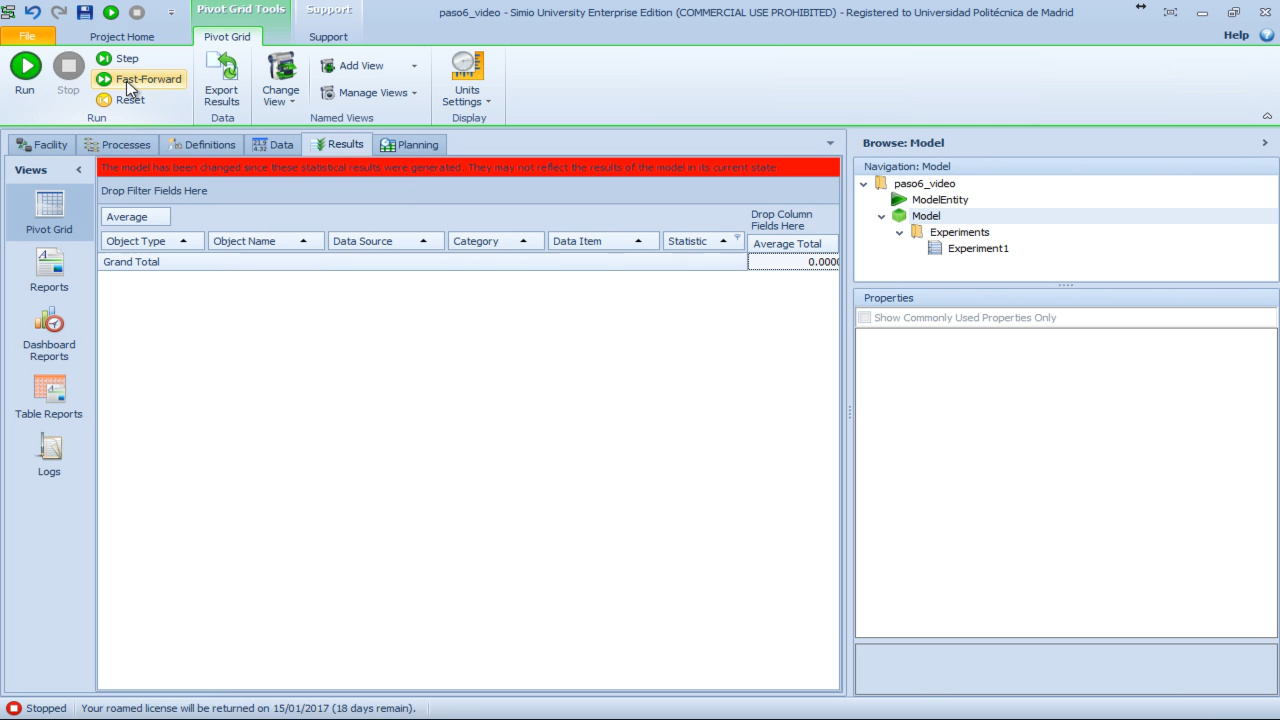 Pivot Grid Tools
Support
paso6_video - Simio University Enterprise Edition (COMMERCIAL USE PROHIBITED) - Registered to Universidad Politécnica de Madrid
File
Project Home
Pivot Grid
Support
Help
Run
Stop
Step
Fast-Forward
Reset
Export Results
Change View
Add View
Manage Views
Units Settings
Run
Data
Named Views
Display
Facility
Processes
Definitions
Data
Results
Planning
Browse: Model
Views
The model has been changed since these statistical results were generated. They may not reflect the results of the model in its current state.
Navigation: Model
Drop Filter Fields Here
paso6_video
ModelEntity
Model
Experiments
Experiment1
Average
Drop Column
Fields Here
Object Type
Object Name
Data Source
Category
Data Item
Statistic
Average Total
Grand Total
0.0000
Pivot Grid
Reports
Dashboard
Reports
Table Reports
Logs
Properties
Show Commonly Used Properties Only
Stopped
Your roamed license will be returned on 15/01/2017 (18 days remain).